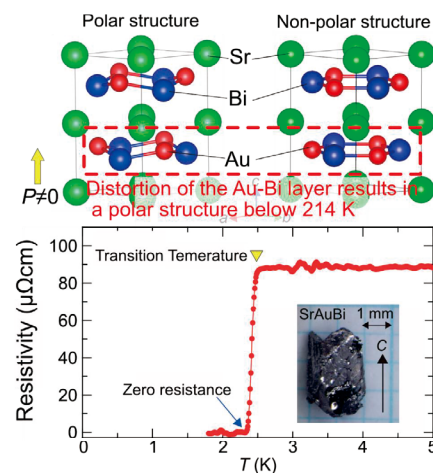 Polar structure
Non-polar structure
Sr
Bi
Au
P≠0
Distortion of the Au-Bi layer results in
a polar structure below 214 K
c
a
b
100
80
60
40
20
0
Resistivity (μΩcm)
Transition Temerature
Zero resistance
SrAuBi
1 mm
C
0 1 2 3 4 5
T (K)